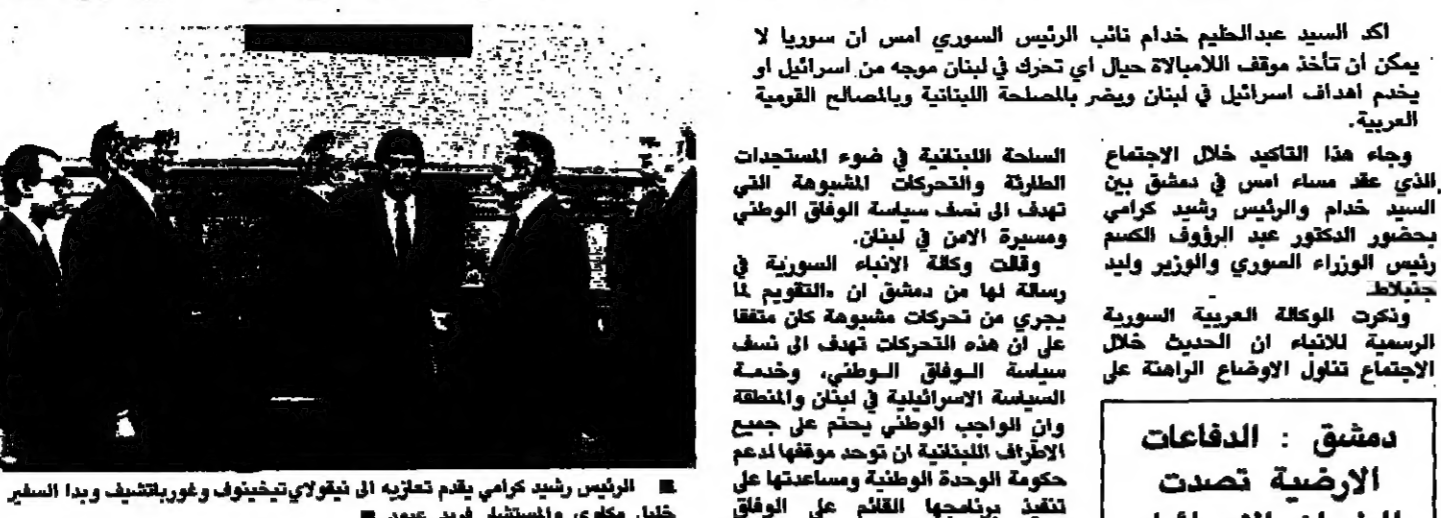 اكد السيد عبدالحليم خدام نائب الرئيس السوري امس ان سوريا لا
يمكن أن تأخذ موقف اللامبالاة حيال اي تحرك في لبنان موجه من اسرائيل او
يخدم اهداف اسرائيل في لبنان ويضر بالمصلحة اللبنانية وبالمصالح القومية
العربية.
وجاء هذا التاكيد خلال الاجتماع
الذي عقد مساء امس في دمشق بين
السيد خدام والرئيس رشيد كرامي
بحضور الدكتور عبد الرؤوف الكسم
رئيس الوزراء السوري والوزير وليد
جنبلاط.
وذكرت الوكالة العربية السورية
الرسمية للانباء ان الحديث خلال
الاجتماع تناول الاوضاع الراهنة على
الساحة اللبنانية في ضوء المستجدات
الطارئة والتحركات المشبوهة التي
تهدف الى نسف سياسة الوفاق الوطني
ومسيرة الامن في لبنان.
وقالت وكالة الانباء السورية في
رسالة لها من دمشق ان «التقويم لما
يجري من تحركات مشبوهة كان متفقا
على ان هذه التحركات تهدف الى نسف
سياسة الوفاق الوطني، وخدمة
السياسة الاسرائيلية في لبنان والمنطقة
وان الواجب الوطني يحتم على جميع
الاطراف اللبنانية ان توحد موقفها لدعم
حكومة الوحدة الوطنية ومساعدتها على
تنفيذ برنامجها القائم على الوفاق
دمشق : الدفاعات
الارضية تصدت
■ الرئيس رشيد كرامي يقدم تعازيه الى نيقولاي تيخينوف وغورباتشيف وبدا السفير
خليل مكاوي والمستشار فريد عبود ■